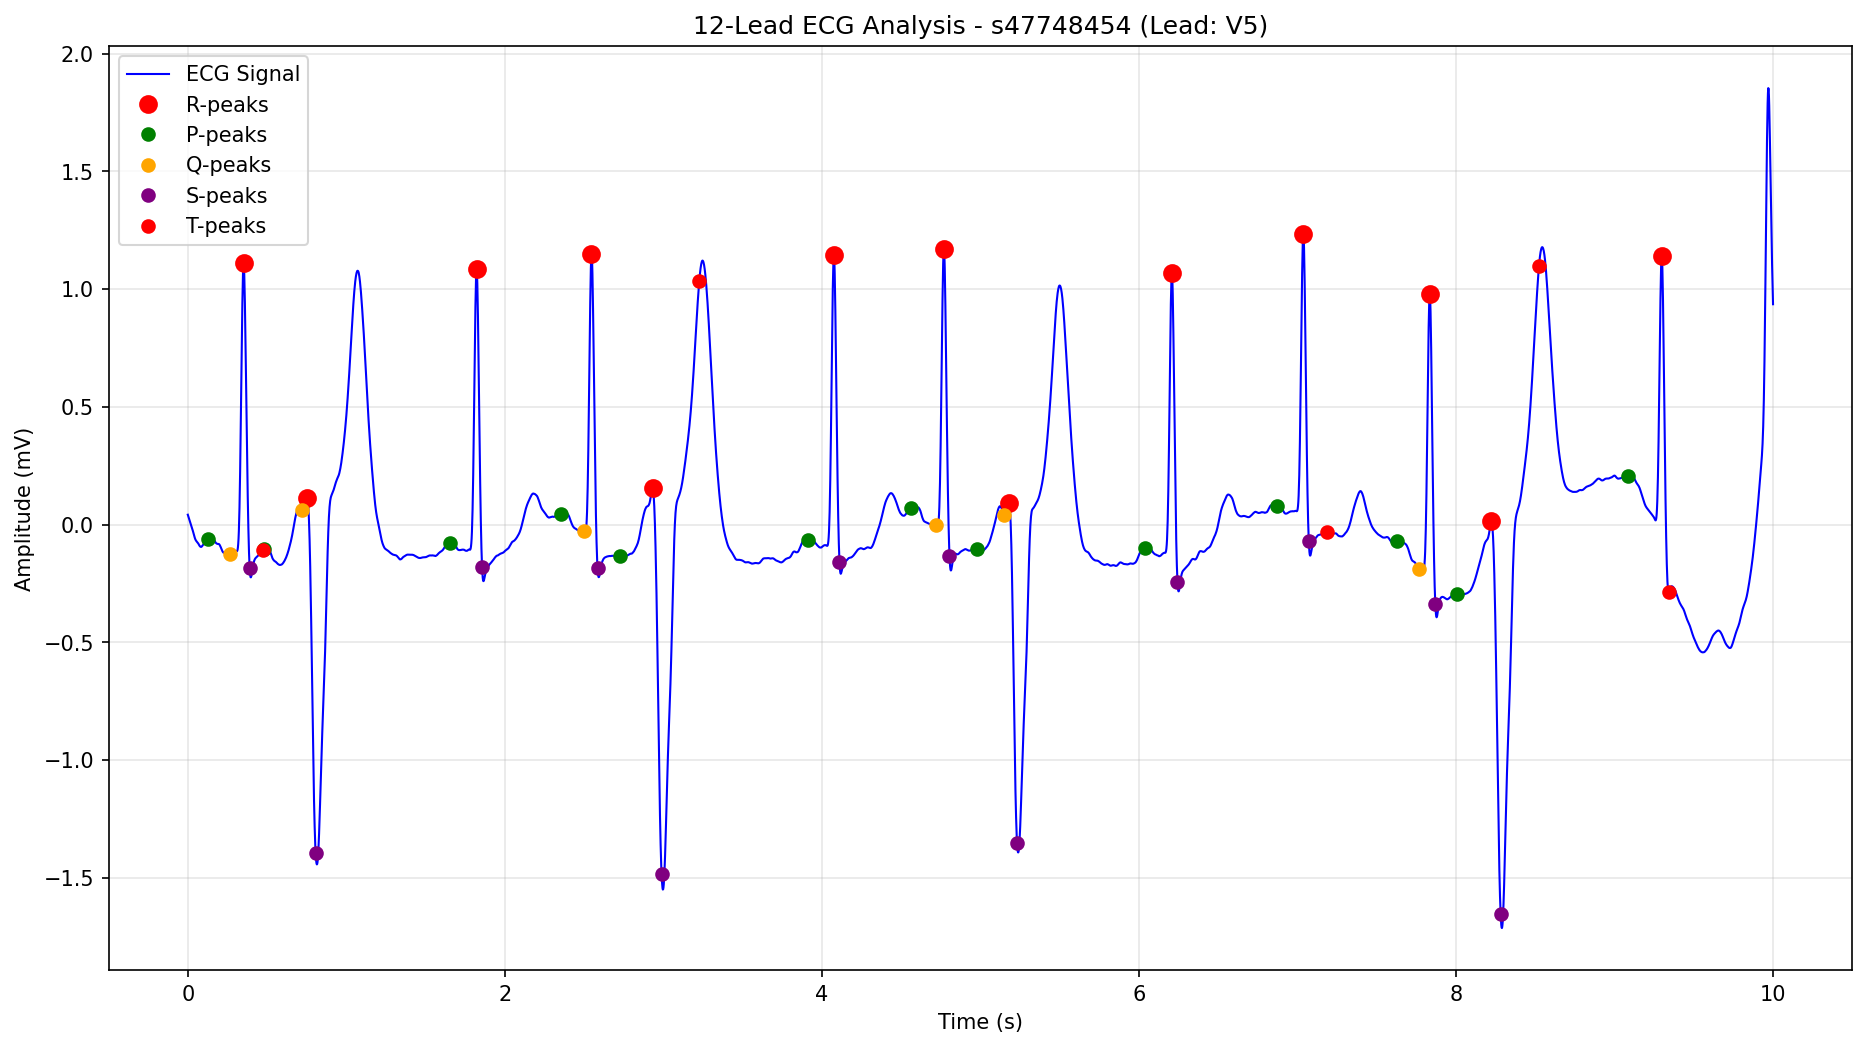 12-Lead ECG Analysis - s47748454 (Lead: V5)
ECG Signal
R-peaks
P-peaks
Q-peaks
S-peaks
T-peaks
Amplitude (mV)
2.0
1.5
1.0
0.5
0.0
−0.5
−1.0
−1.5
0 2 4 6 8 10
Time (s)